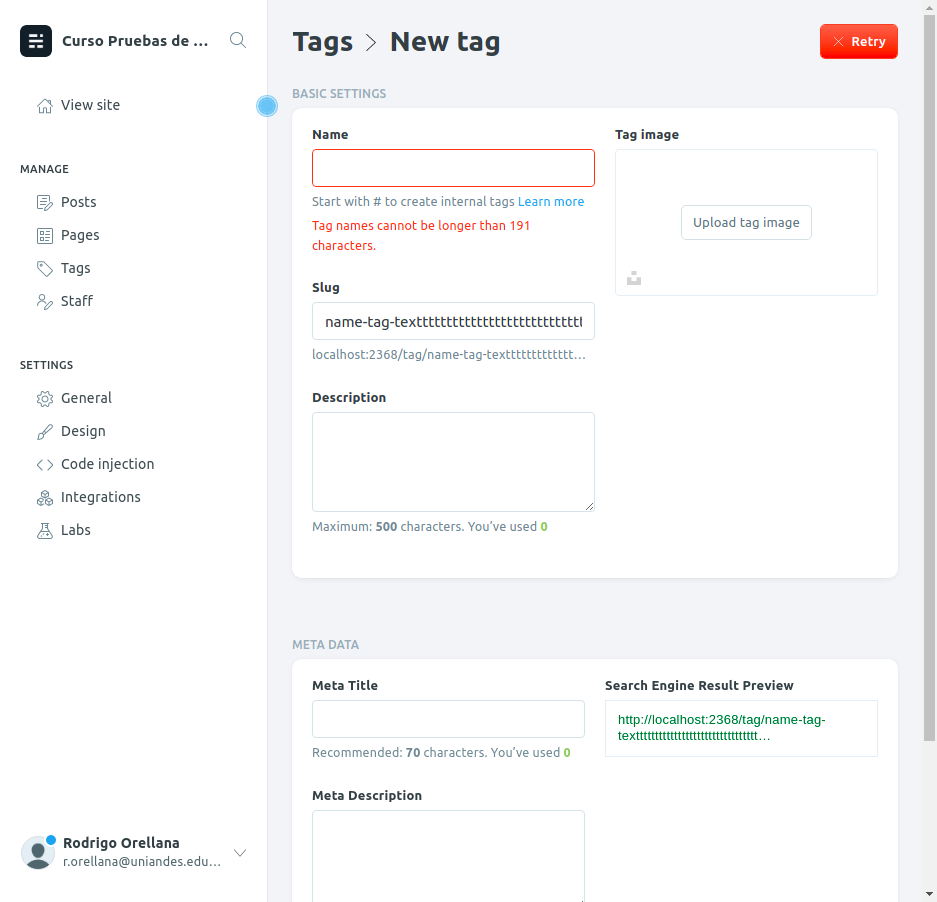 Curso Pruebas de ...
View site
MANAGE
Posts
Pages
Tags
Staff
SETTINGS
General
Design
Code injection
Integrations
Labs
Rodrigo Orellana
r.orellana@uniandes.edu...
Tags > New tag
Retry
BASIC SETTINGS
Name
Start with # to create internal tags Learn more
Tag names cannot be longer than 191
characters.
Slug
name-tag-textttttttttttttttttttttttttttt
localhost:2368/tag/name-tag-texttttttttttttt...
Description
Maximum: 500 characters. You've used 0
Tag image
Upload tag image
META DATA
Meta Title
Recommended: 70 characters. You've used 0
Meta Description
Search Engine Result Preview
http://localhost:2368/tag/name-tag-
texttttttttttttttttttttttttttttttttt...